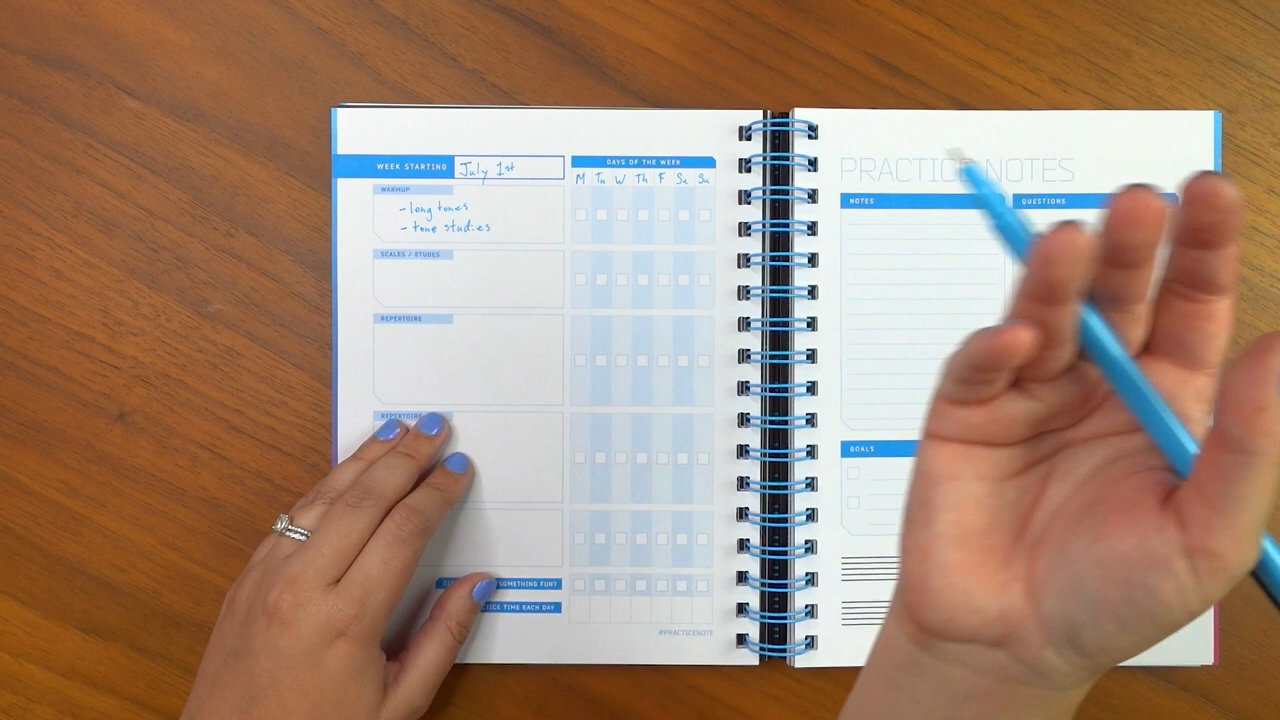 WEEK STARTING July 1st
DAYS OF THE WEEK
M Tu W Th F Sa Su
WARMUP
- long tones
- tone studies
SCALES / ETUDES
REPERTOIRE
REPERTOIRE
SOMETHING FUN?
TIME EACH DAY
#PRACTICENOTE
PRACTICE NOTES
NOTES
QUESTIONS
GOALS